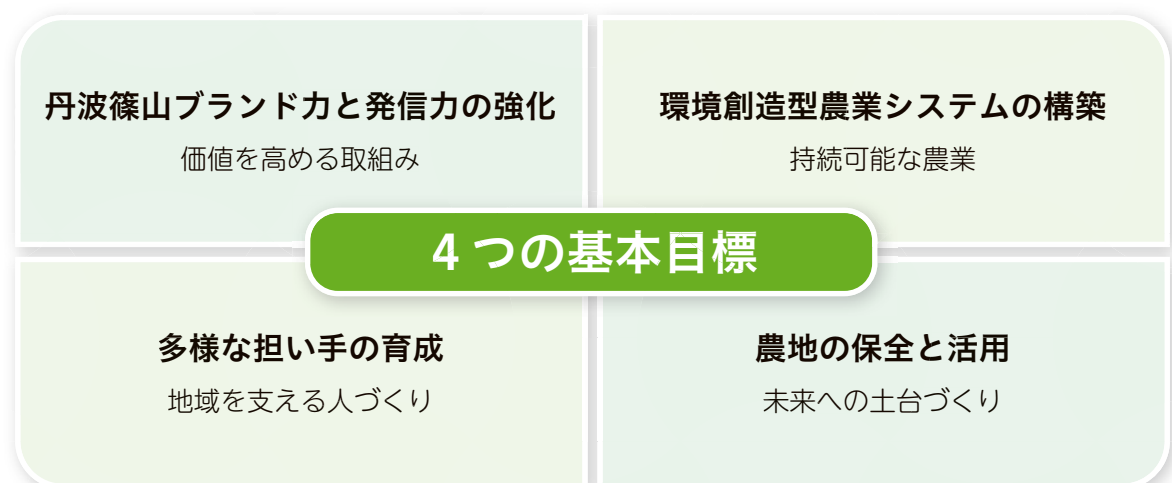 丹波篠山ブランド力と発信力の強化
価値を高める取組み
環境創造型農業システムの構築
持続可能な農業
4つの基本目標
多様な担い手の育成
地域を支える人づくり
農地の保全と活用
未来への土台づくり